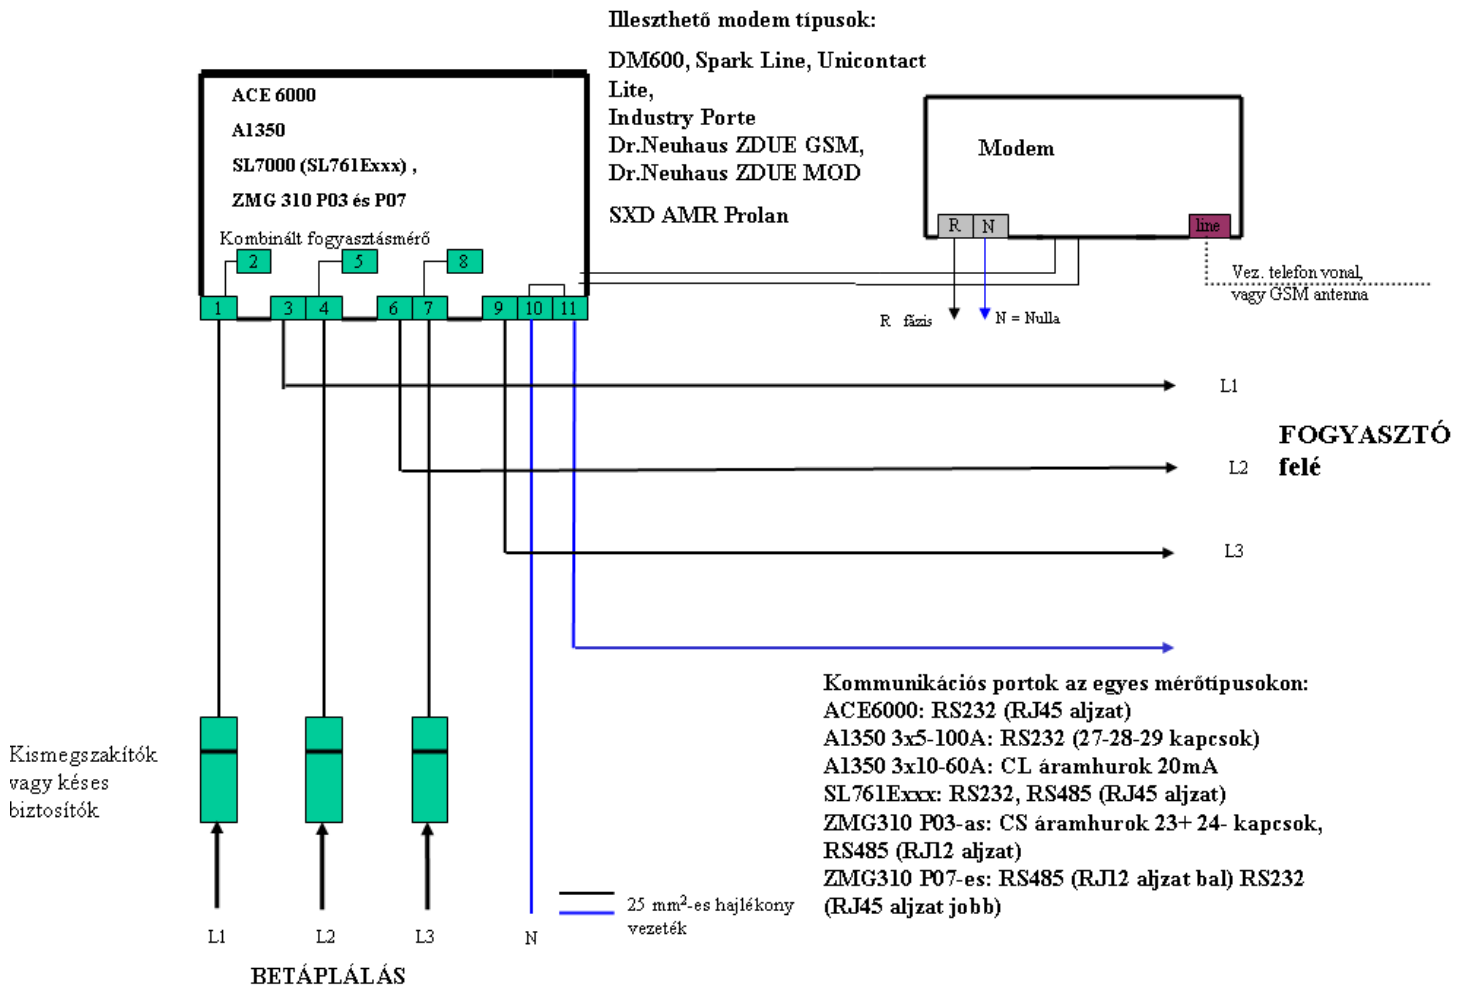 Illeszthető modem típusok:
DM600, Spark Line, Unicontact
Lite,
Industry Porte
Dr.Neuhaus ZDUE GSM,
Dr.Neuhaus ZDUE MOD
SXD AMR Prolan
ACE 6000
A1350
SL7000 (SL761Exxx) ,
ZMG 310 P03 és P07
Kombinált fogyasztásmérő
2
5
8
1
3
4
6
7
9
10
11
Modem
R
N
line
Vez. telefon vonal,
vagy GSM antenna
R fázis
N = Nulla
L1
FOGYASZTÓ
felé
L2
L3
Kommunikációs portok az egyes mérőtípusokon:
ACE6000: RS232 (RJ45 aljzat)
A1350 3x5-100A: RS232 (27-28-29 kapcsok)
A1350 3x10-60A: CL áramhurok 20mA
SL761Exxx: RS232, RS485 (RJ45 aljzat)
ZMG310 P03-as: CS áramhurok 23+ 24- kapcsok,
RS485 (RJ12 aljzat)
ZMG310 P07-es: RS485 (RJ12 aljzat bal) RS232
(RJ45 aljzat jobb)
Kismegszakítók
vagy késes
biztosítók
25 mm²-es hajlékony
vezeték
L1
L2
L3
N
BETÁPLÁLÁS